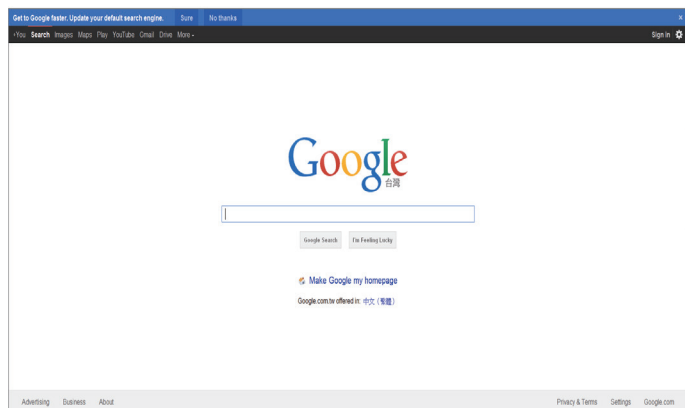 Get to Google faster. Update your default search engine. Sure No thanks ×
+You Search Images Maps Play YouTube Gmail Drive More Sign in
Google
台灣
Google Search I'm Feeling Lucky
Make Google my homepage
Google.com.tw offered in: 中文 (繁體)
Advertising Business About Privacy & Terms Settings Google.com